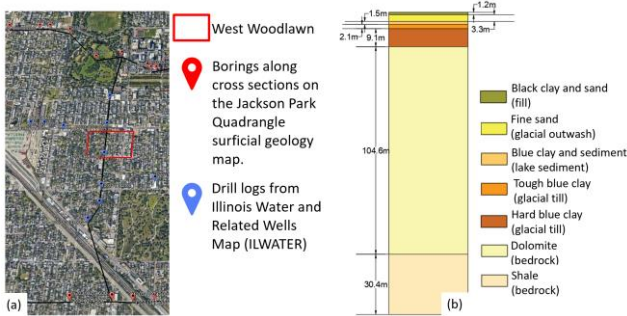 (a)
West Woodlawn
Borings along
cross sections on
the Jackson Park
Quadrangle
surficial geology
map.
Drill logs from
Illinois Water and
Related Wells
Map (ILWATER)
1.2m
1.5m
3.3m
2.1m
9.1m
104.6m
30.4m
(b)
Black clay and sand
(fill)
Fine sand
(glacial outwash)
Blue clay and sediment
(lake sediment)
Tough blue clay
(glacial till)
Hard blue clay
(glacial till)
Dolomite
(bedrock)
Shale
(bedrock)